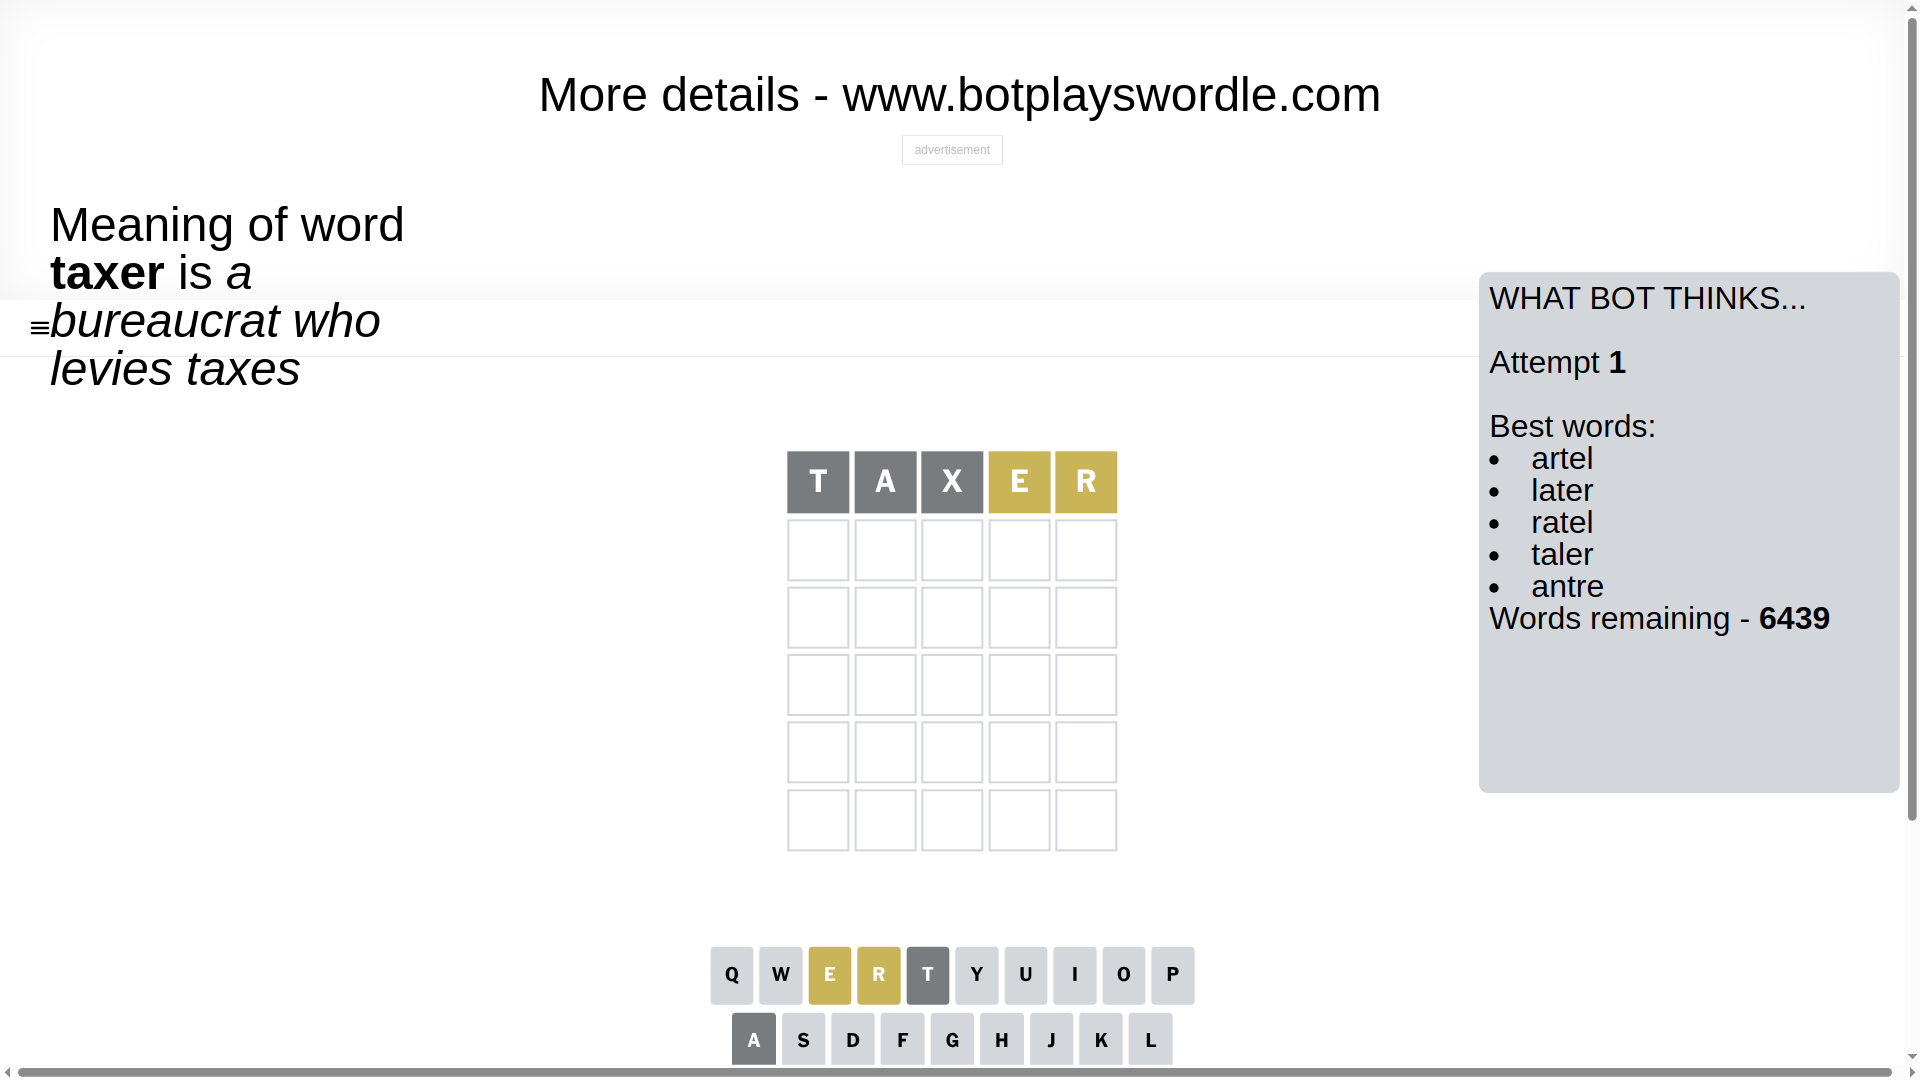 More details - www.botplayswordle.com
advertisement
Meaning of word
taxer is a
bureaucrat who
levies taxes
WHAT BOT THINKS...
Attempt 1
Best words:
• artel
• later
• ratel
• taler
• antre
Words remaining - 6439
T A X E R
Q W E R T Y U I O P
A S D F G H J K L